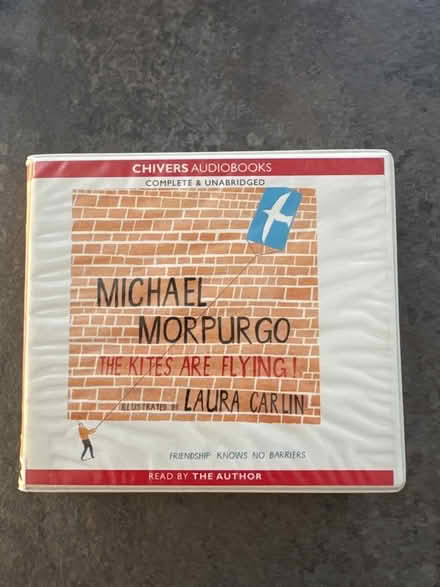 CHIVERS AUDIOBOOKS
COMPLETE & UNABRIDGED
MICHAEL
MORPURGO
THE KITES ARE FLYING!
ILLUSTRATED BY LAURA CARLIN
FRIENDSHIP KNOWS NO BARRIERS
READ BY THE AUTHOR